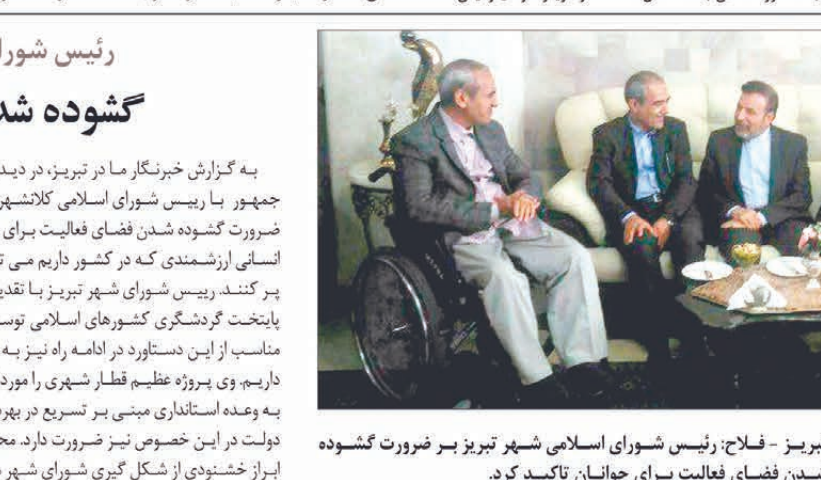 رئیس شورا
گشوده شد
به گزارش خبرنگار ما در تبریز، در دید
جمهور با رییس شورای اسلامی کلانشهر
ضرورت گشوده شدن فضای فعالیت برای
انسانی ارزشمندی که در کشور داریم می ت
پر کنند. رییس شورای شهر تبریز با تقدیر
پایتخت گردشگری کشورهای اسلامی توس
مناسب از این دستاورد در ادامه راه نیز به
داریم. وی پروژه عظیم قطار شهری را مورد
به وعده استانداری مبنی بر تسریع در بهر
دولت در این خصوص نیز ضرورت دارد. مح
ابراز خشنودی از شکل گیری شورای شهر
تبریز - فلاح: رئیس شورای اسلامی شهر تبریز بر ضرورت گشوده
شدن فضای فعالیت برای جوانان تاکید کرد.